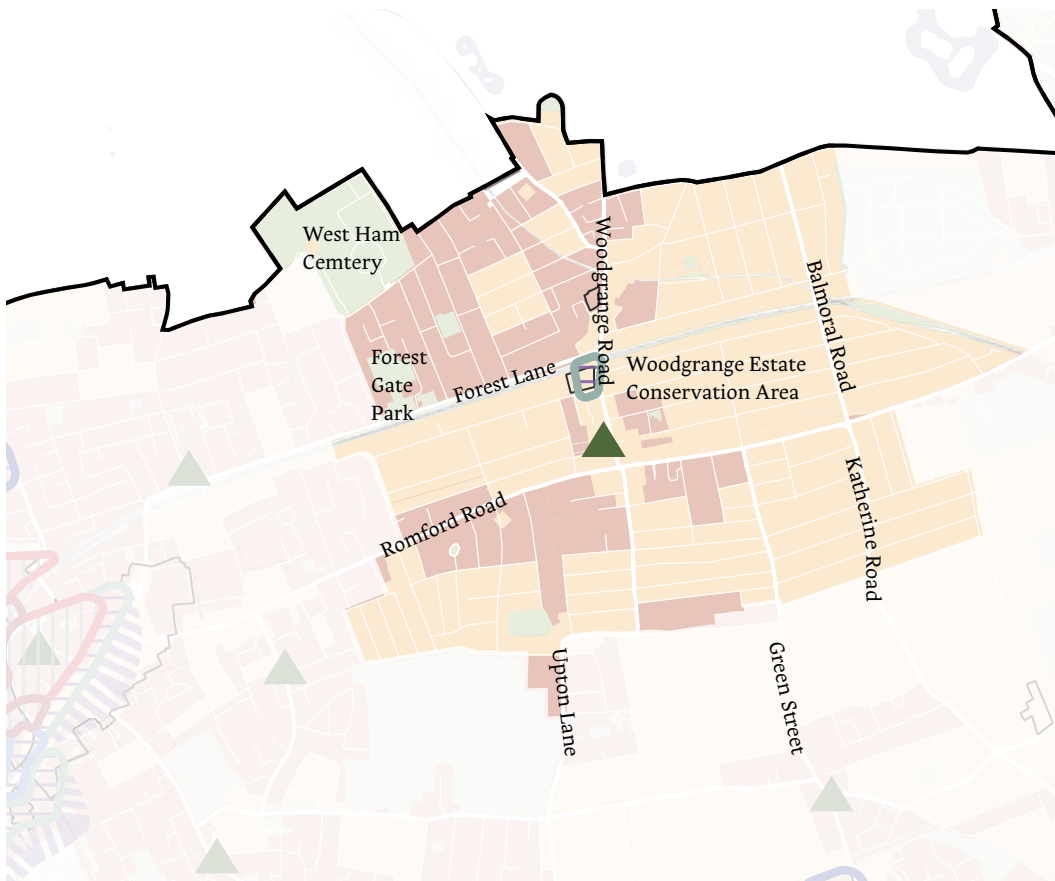 West Ham
Cemtery
Woodgrange Road
Balmoral Road
Forest
Gate
Park
Forest Lane
Woodgrange Estate
Conservation Area
Romford Road
Katherine Road
Upton Lane
Green Street